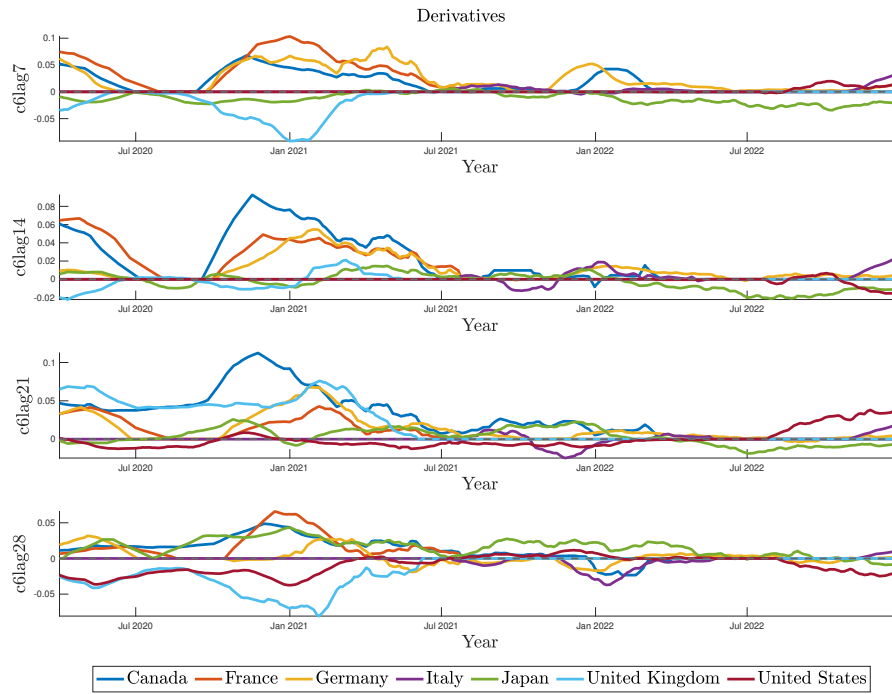 Derivatives
c6lag7
0.1
0.05
0
-0.05
Jul 2020
Jan 2021
Jul 2021
Jan 2022
Jul 2022
Year
c6lag14
0.08
0.06
0.04
0.02
0
-0.02
Jul 2020
Jan 2021
Jul 2021
Jan 2022
Jul 2022
Year
c6lag21
0.1
0.05
0
Jul 2020
Jan 2021
Jul 2021
Jan 2022
Jul 2022
Year
c6lag28
0.05
0
-0.05
Jul 2020
Jan 2021
Jul 2021
Jan 2022
Jul 2022
Year
Canada France Germany Italy Japan United Kingdom United States